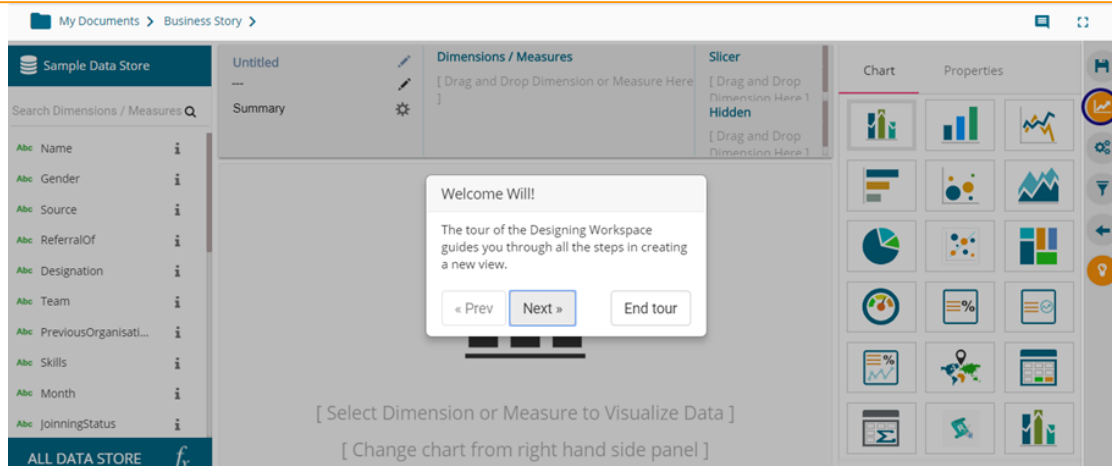 My Documents > Business Story >
Sample Data Store
Search Dimensions / Measures
Abc Name i
Abc Gender i
Abc Source i
Abc ReferralOf i
Abc Designation i
Abc Team i
Abc PreviousOrganisati... i
Abc Skills i
Abc Month i
Abc JoinningStatus i
ALL DATA STORE fx
Untitled
---
Summary
Dimensions / Measures
[ Drag and Drop Dimension or Measure Here
]
Slicer
[ Drag and Drop
Dimension Here ]
Hidden
[ Drag and Drop
Dimension Here ]
Welcome Will!
The tour of the Designing Workspace
guides you through all the steps in creating
a new view.
« Prev Next » End tour
[ Select Dimension or Measure to Visualize Data ]
[ Change chart from right hand side panel ]
Chart Properties
%
%
Σ